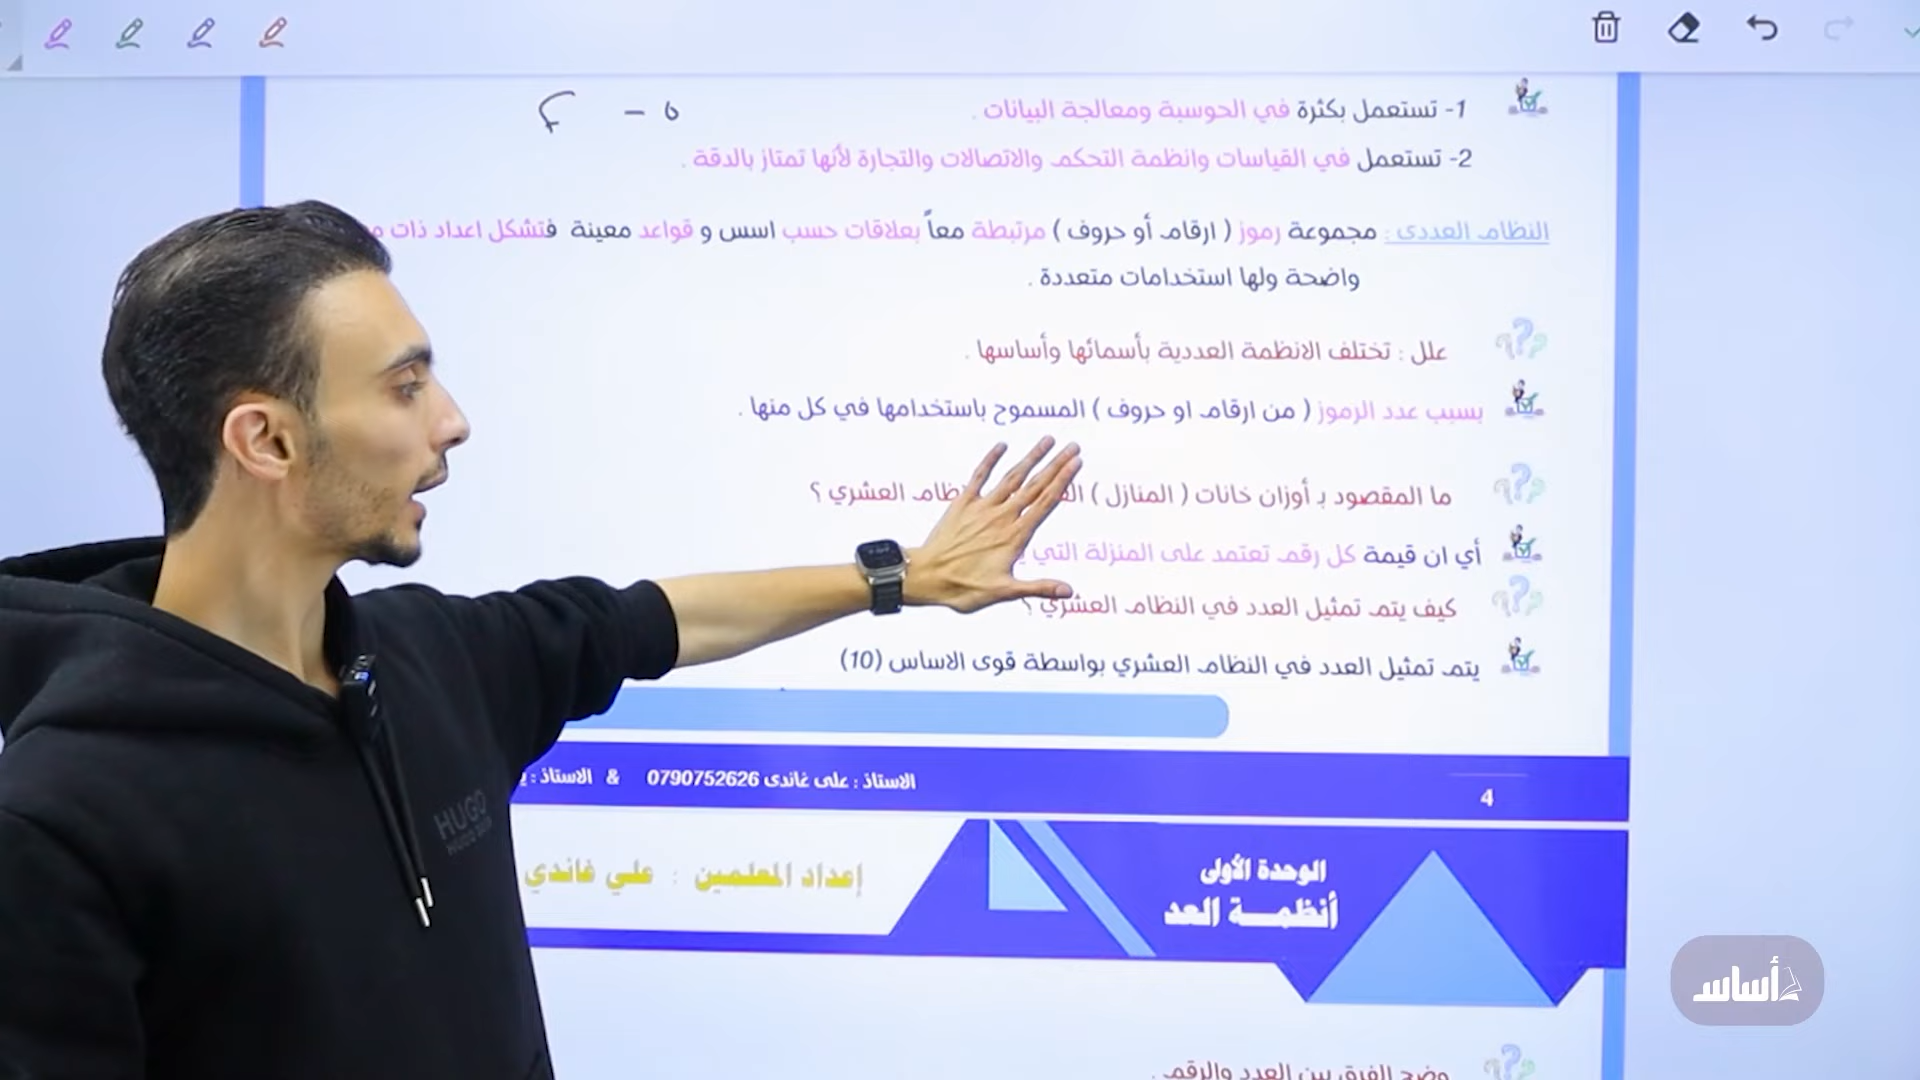 1- تستعمل بكثرة في الحوسبة ومعالجة البيانات .
2- تستعمل في القياسات وانظمة التحكم والاتصالات والتجارة لأنها تمتاز بالدقة .
النظام العددي : مجموعة رموز ( ارقام أو حروف ) مرتبطة معاً بعلاقات حسب اسس و قواعد معينة فتشكل اعداد ذات
واضحة ولها استخدامات متعددة .
علل : تختلف الانظمة العددية بأسمائها وأساسها .
بسبب عدد الرموز ( من ارقام او حروف ) المسموح باستخدامها في كل منها .
ما المقصود بـ أوزان خانات ( المنازل ) العشري ؟
أي ان قيمة كل رقم تعتمد على المنزلة التي
كيف يتم تمثيل العدد في النظام العشري ؟
يتم تمثيل العدد في النظام العشري بواسطة قوى الاساس (10)
الاستاذ : علي غاندي 0790752626 & الاستاذ :
4
الوحدة الأولى
أنظمة العد
إعداد المعلمين : علي غاندي
وضح الفرق بين العدد والرقم .
HUGO
أساس